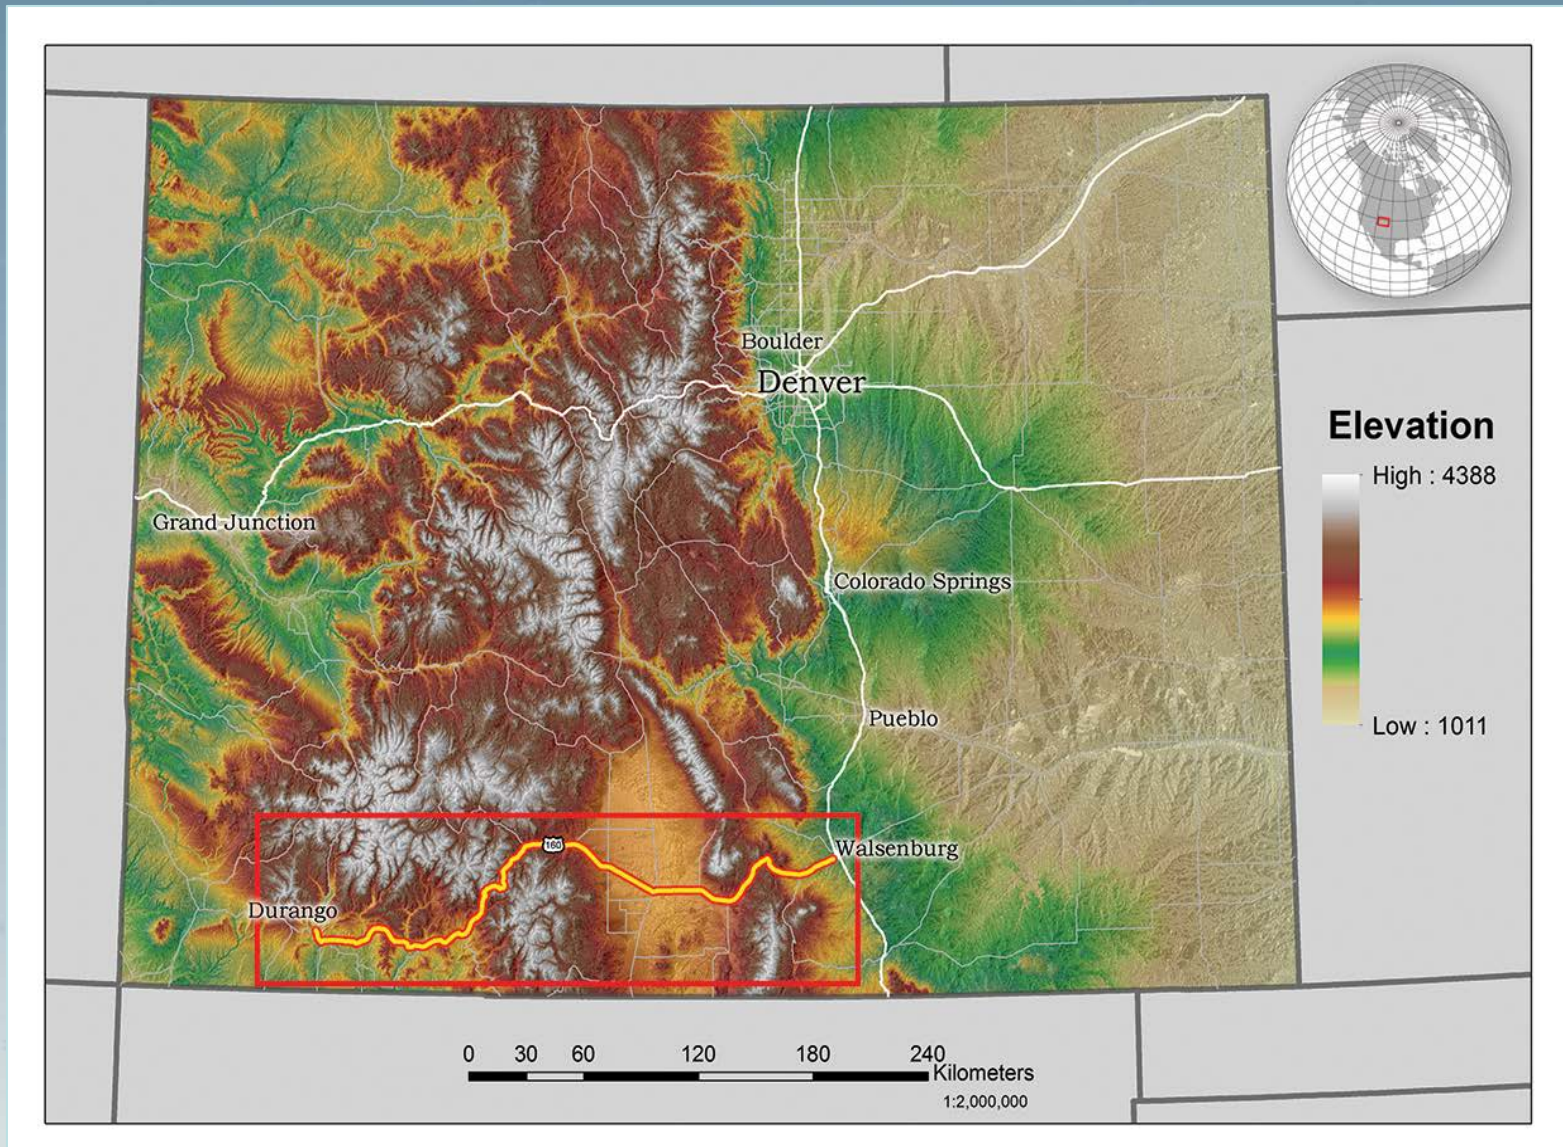 Boulder
Denver
Elevation
High : 4388
Grand Junction
Colorado Springs
Pueblo
Low : 1011
160
Walsenburg
Durango
0 30 60 120 180 240
Kilometers
1:2,000,000